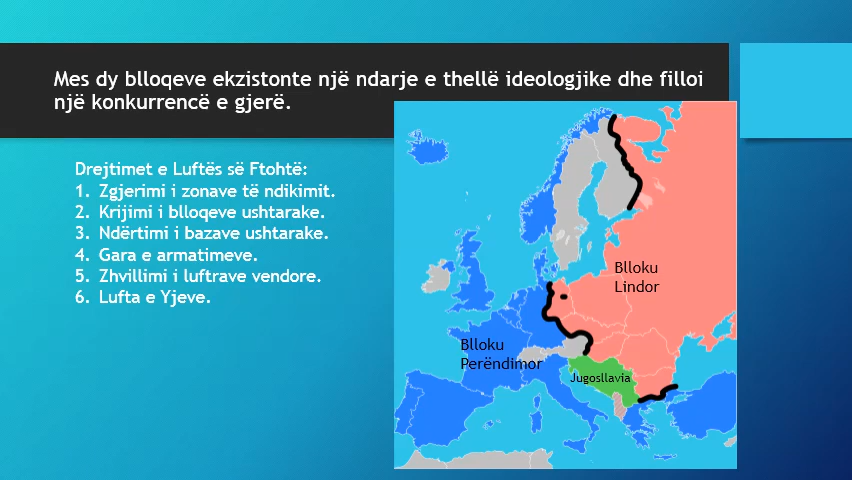 Mes dy blloqeve ekzistonte një ndarje e thellë ideologjike dhe filloi
një konkurrencë e gjerë.
Drejtimet e Luftës së Ftohtë:
1. Zgjerimi i zonave të ndikimit.
2. Krijimi i blloqeve ushtarake.
3. Ndërtimi i bazave ushtarake.
4. Gara e armatimeve.
5. Zhvillimi i luftrave vendore.
6. Lufta e Yjeve.
Blloku
Lindor
Blloku
Perëndimor
Jugosllavia